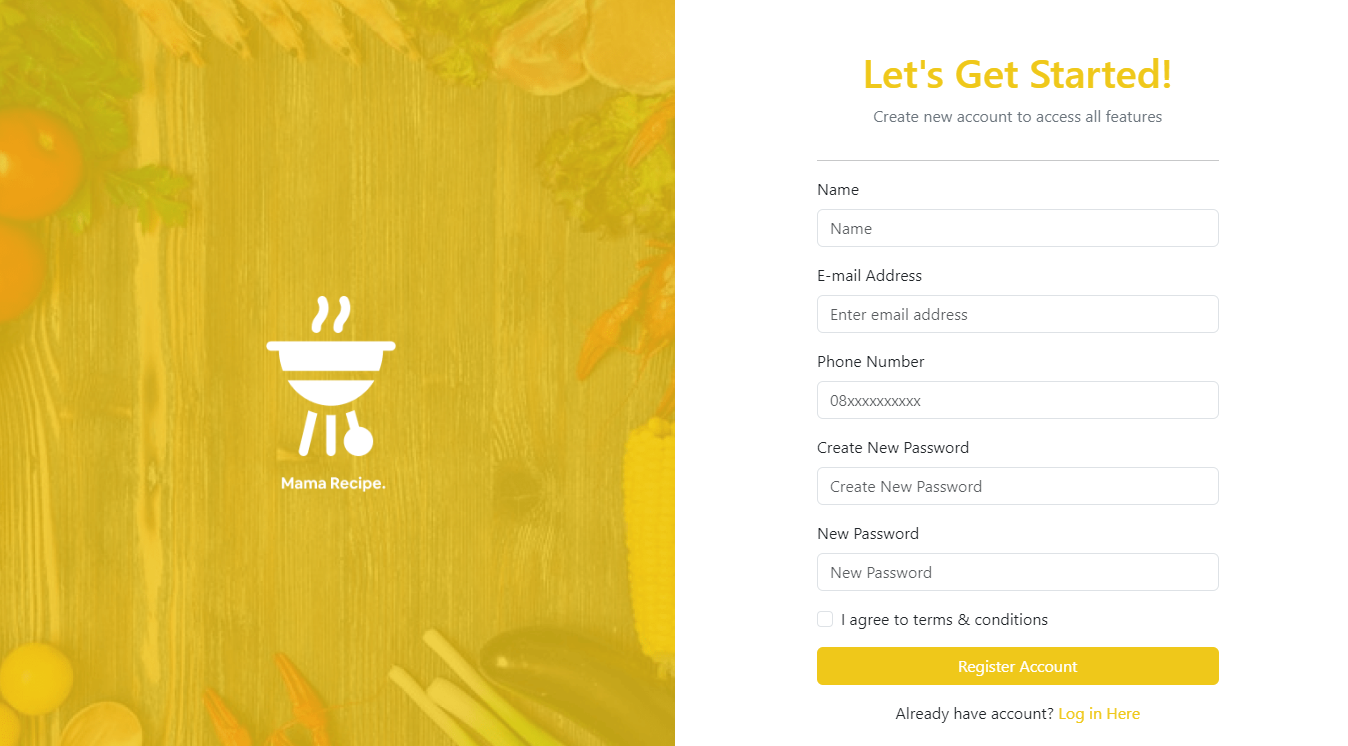 Mama Recipe.
Let's Get Started!
Create new account to access all features
Name
Name
E-mail Address
Enter email address
Phone Number
08xxxxxxxxxx
Create New Password
Create New Password
New Password
New Password
I agree to terms & conditions
Register Account
Already have account? Log in Here